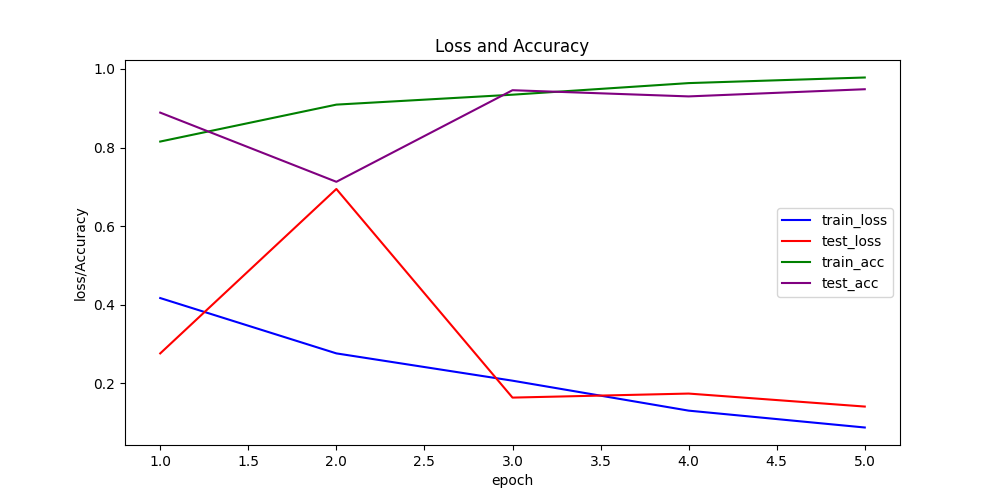 Loss and Accuracy
loss/Accuracy
1.0
0.8
0.6
0.4
0.2
train_loss
test_loss
train_acc
test_acc
1.0 1.5 2.0 2.5 3.0 3.5 4.0 4.5 5.0
epoch